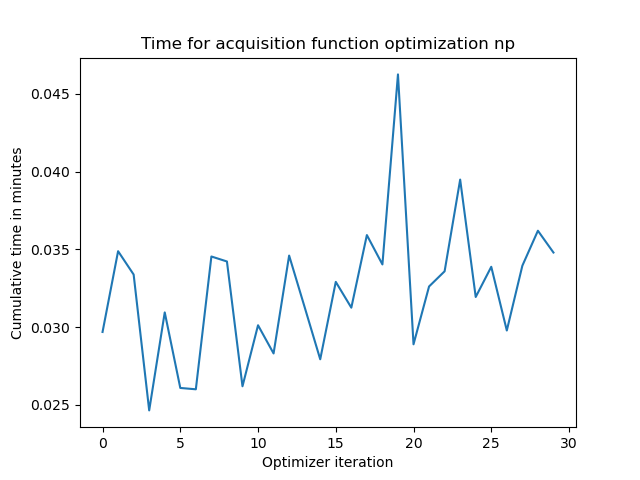 Time for acquisition function optimization np
Cumulative time in minutes
0.045
0.040
0.035
0.030
0.025
0 5 10 15 20 25 30
Optimizer iteration